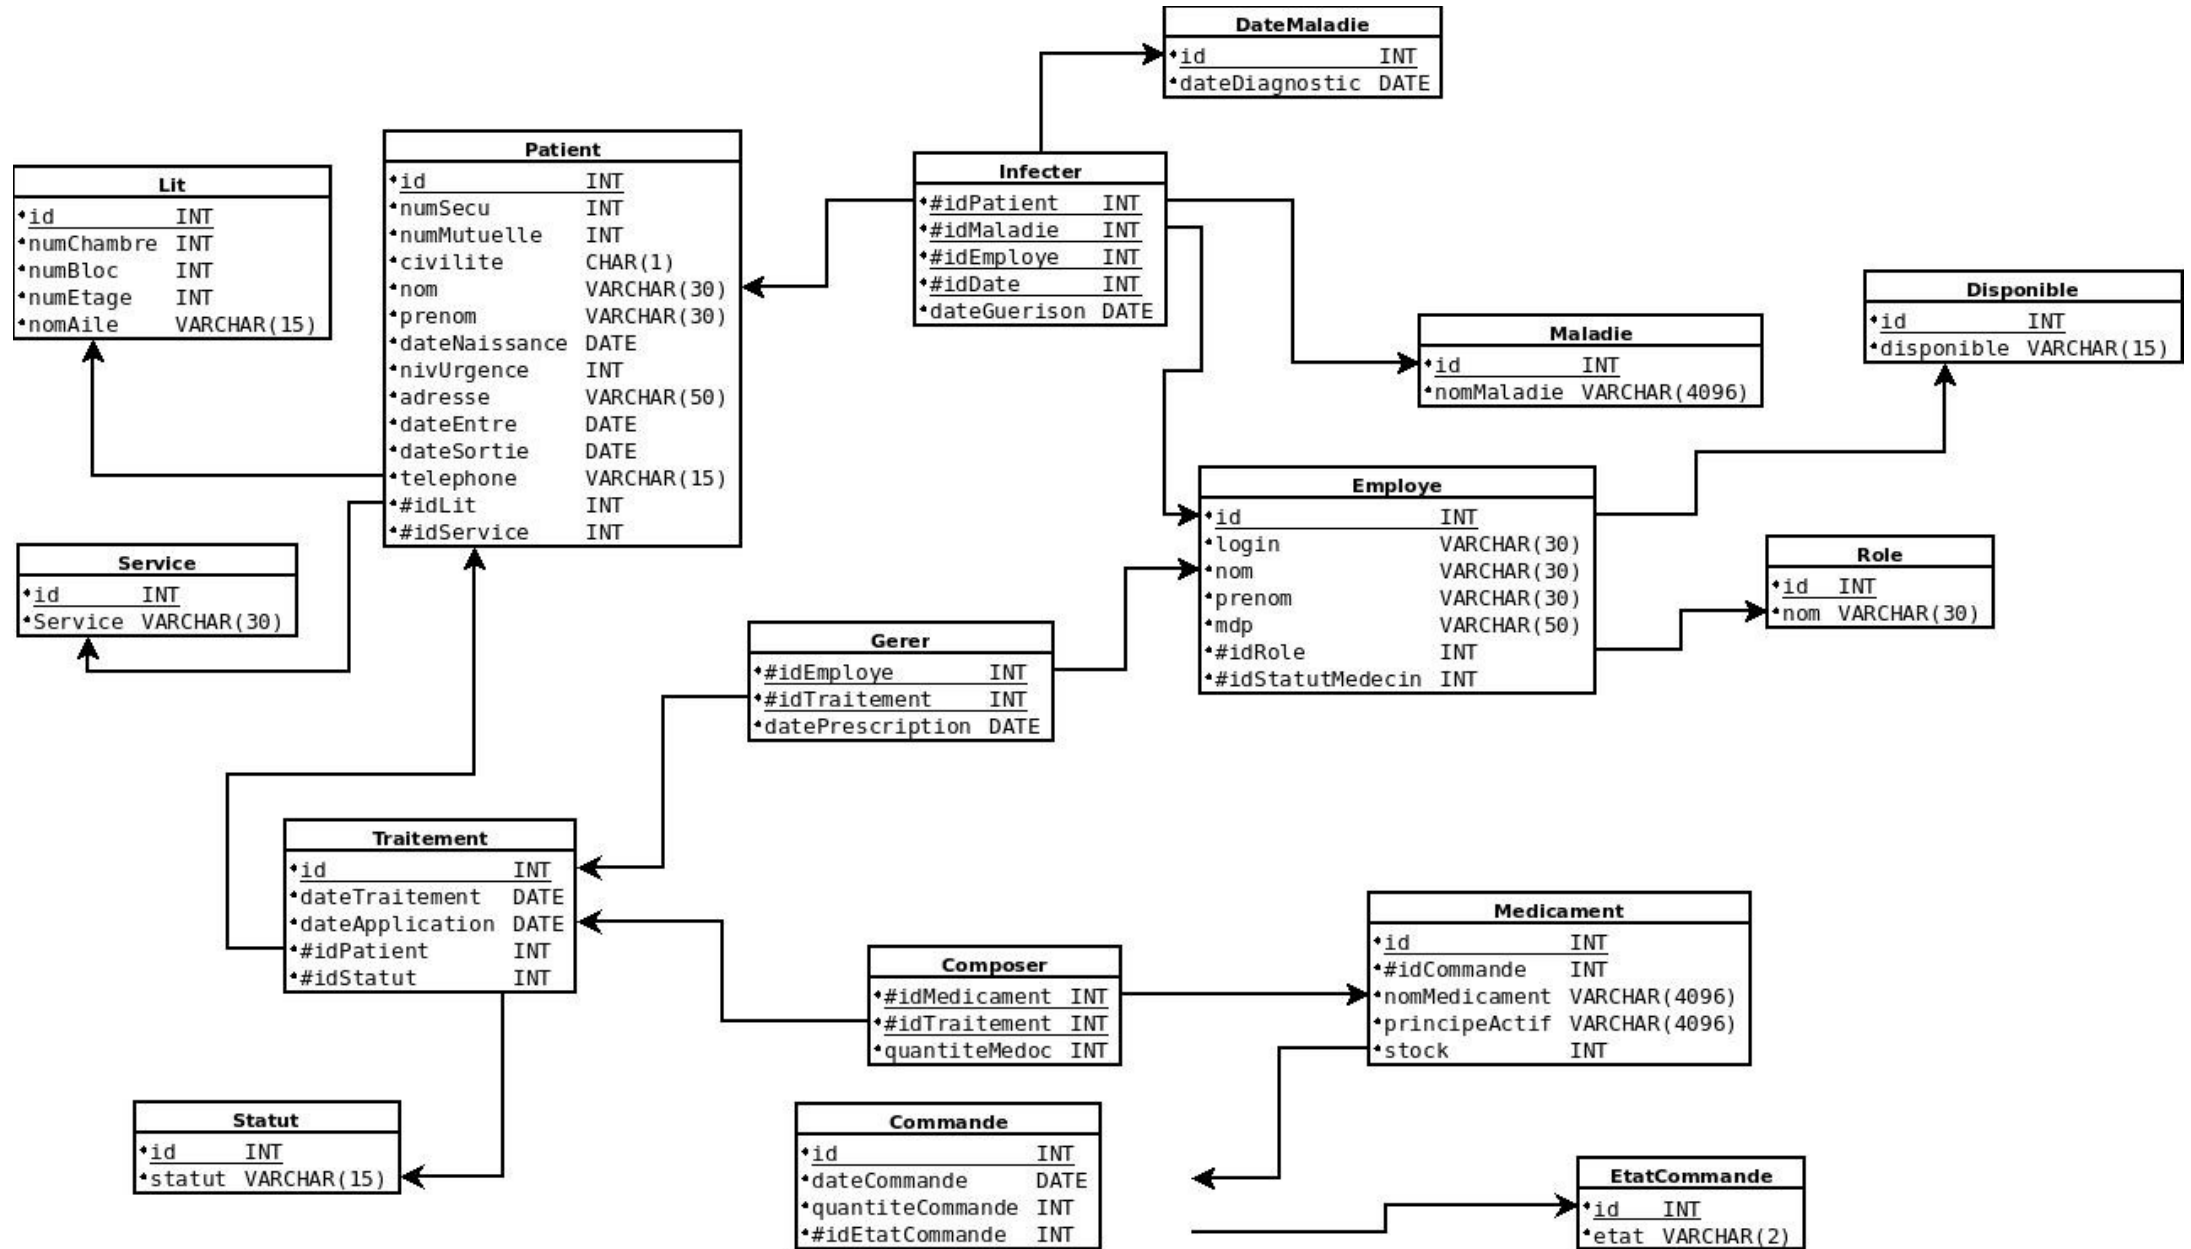 DateMaladie
id INT
dateDiagnostic DATE
Patient
id INT
numSecu INT
numMutuelle INT
civilite CHAR(1)
nom VARCHAR(30)
prenom VARCHAR(30)
dateNaissance DATE
nivUrgence INT
adresse VARCHAR(50)
dateEntre DATE
dateSortie DATE
telephone VARCHAR(15)
#idLit INT
#idService INT
Infecter
#idPatient INT
#idMaladie INT
#idEmploye INT
#idDate INT
dateGuerison DATE
Lit
id INT
numChambre INT
numBloc INT
numEtage INT
nomAile VARCHAR(15)
Disponible
id INT
disponible VARCHAR(15)
Maladie
id INT
nomMaladie VARCHAR(4096)
Employe
id INT
login VARCHAR(30)
nom VARCHAR(30)
prenom VARCHAR(30)
mdp VARCHAR(50)
#idRole INT
#idStatutMedecin INT
Role
id INT
nom VARCHAR(30)
Service
id INT
Service VARCHAR(30)
Gerer
#idEmploye INT
#idTraitement INT
datePrescription DATE
Traitement
id INT
dateTraitement DATE
dateApplication DATE
#idPatient INT
#idStatut INT
Medicament
id INT
#idCommande INT
nomMedicament VARCHAR(4096)
principeActif VARCHAR(4096)
stock INT
Composer
#idMedicament INT
#idTraitement INT
quantiteMedoc INT
Statut
id INT
statut VARCHAR(15)
Commande
id INT
dateCommande DATE
quantiteCommande INT
#idEtatCommande INT
EtatCommande
id INT
etat VARCHAR(2)